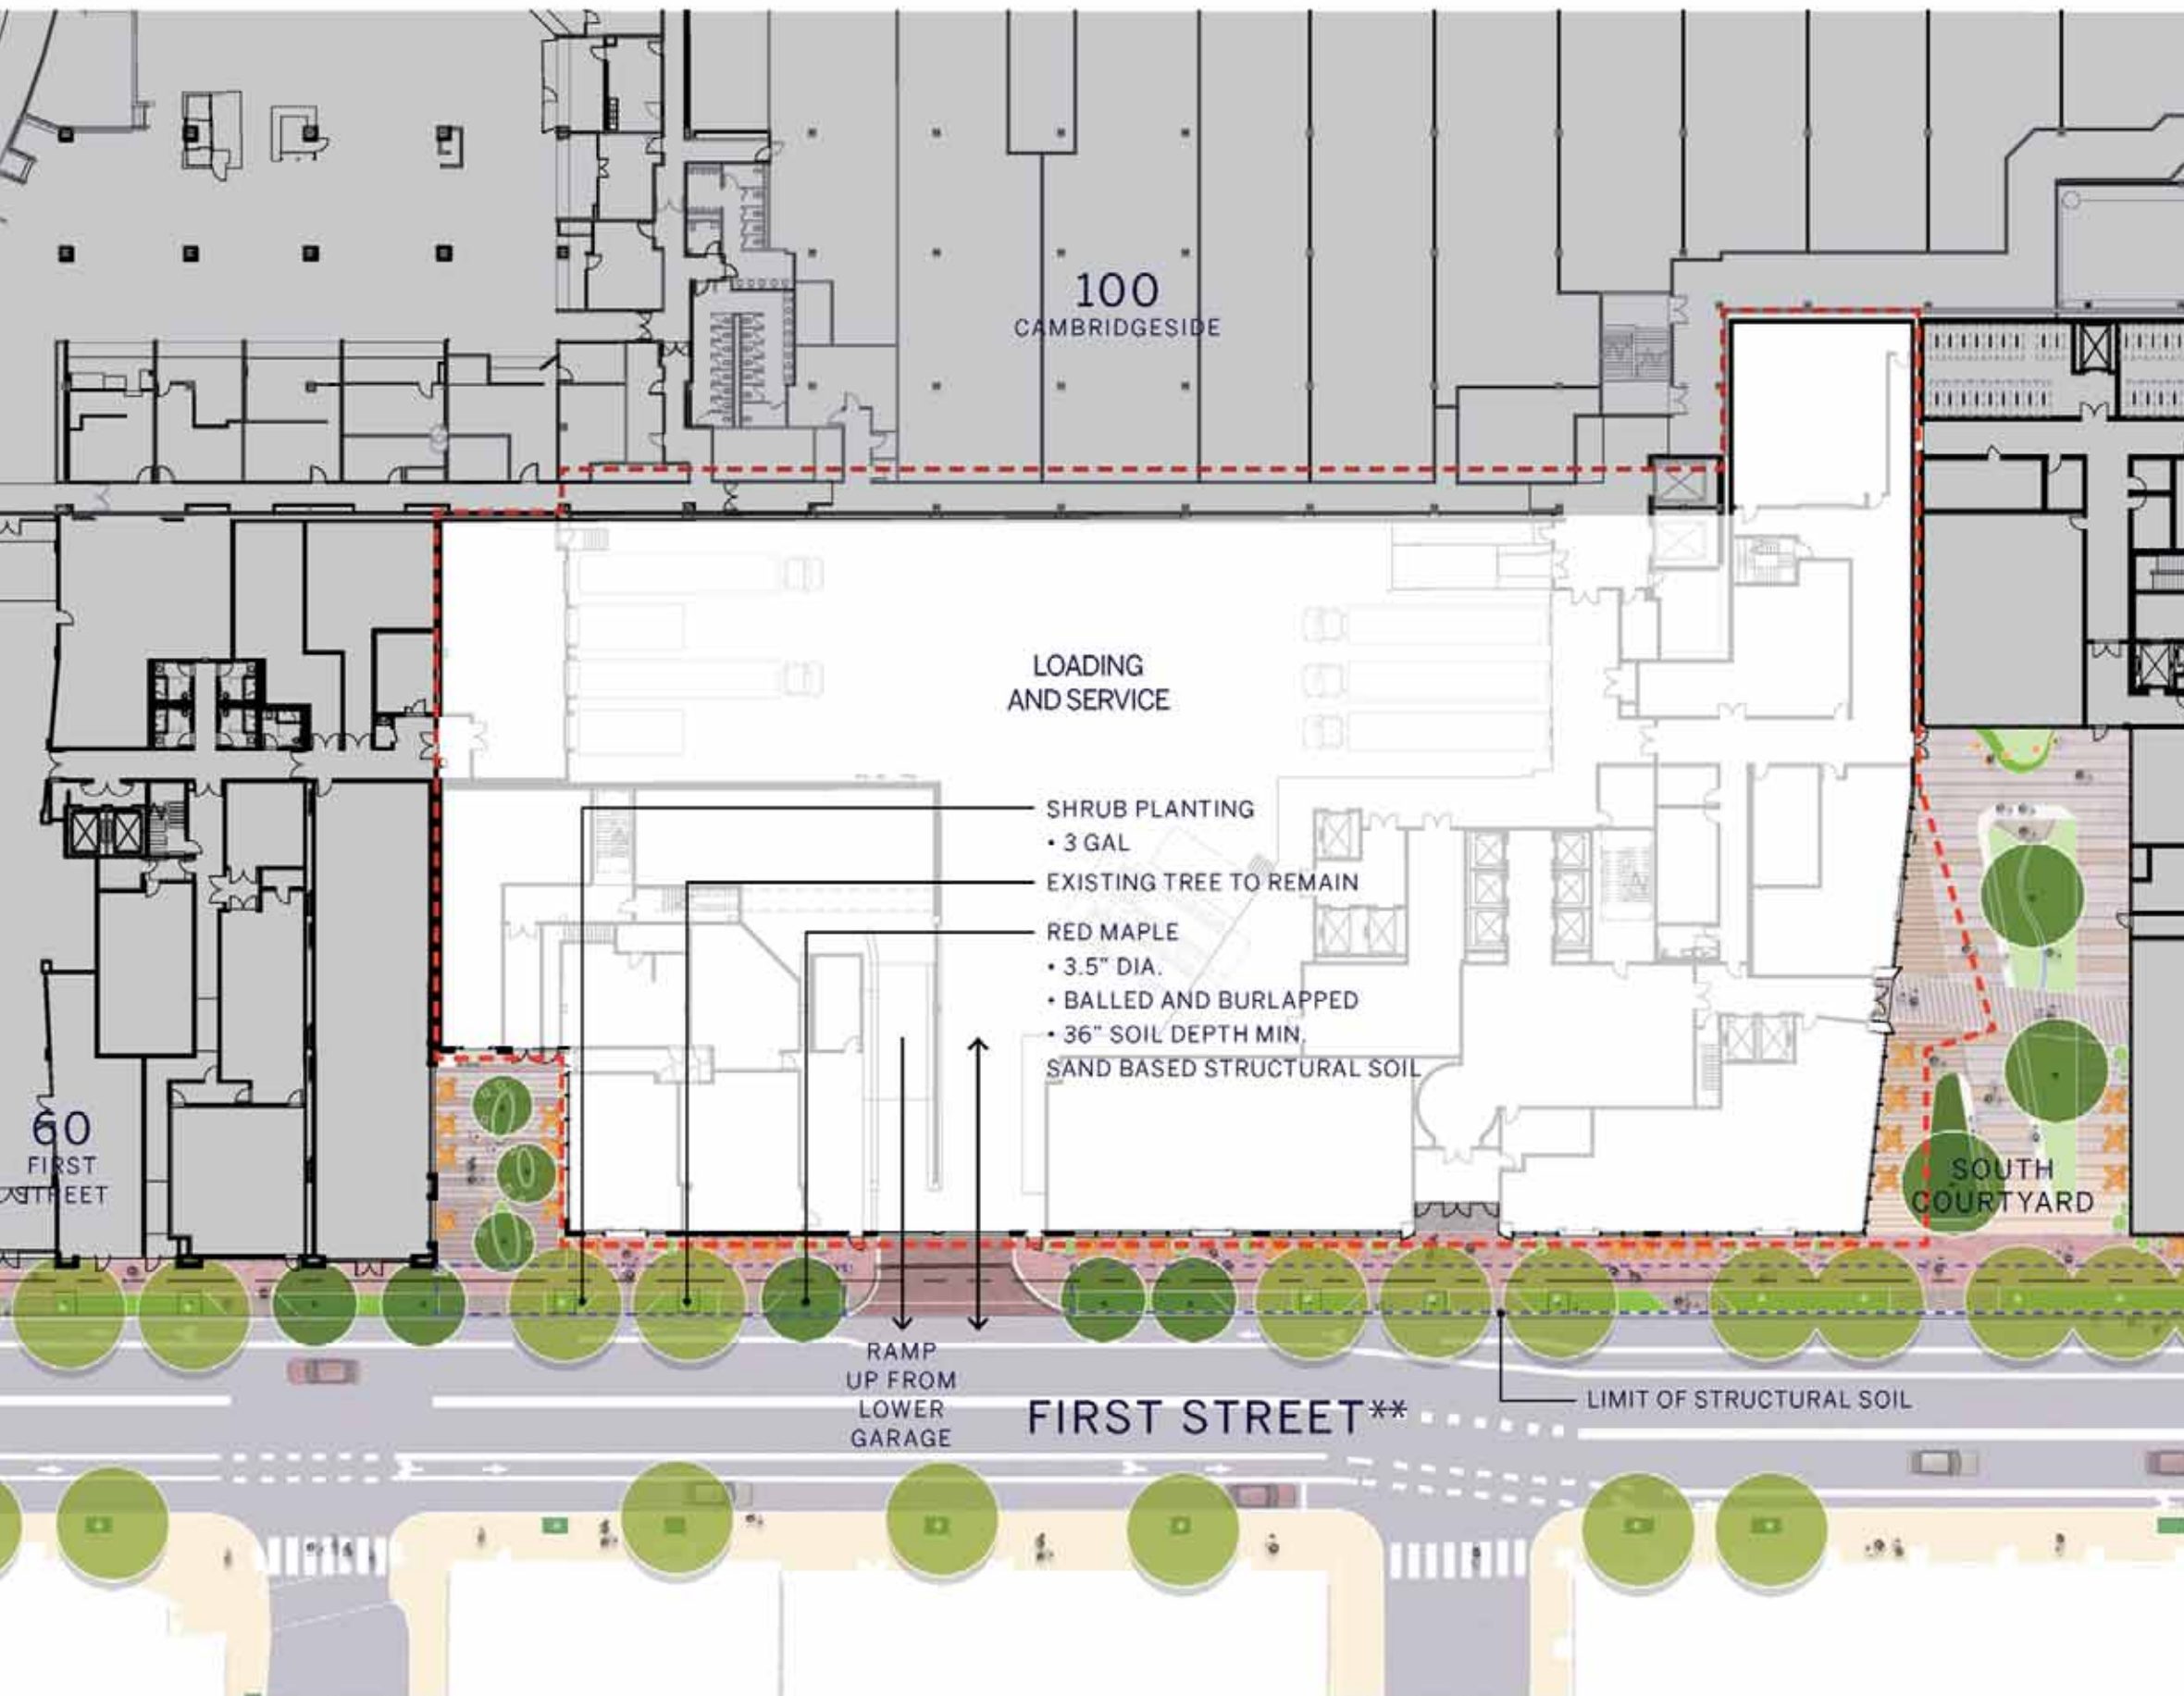 100
CAMBRIDGESIDE
LOADING
AND SERVICE
SHRUB PLANTING
• 3 GAL
EXISTING TREE TO REMAIN
RED MAPLE
• 3.5" DIA.
• BALLED AND BURLAPPED
• 36" SOIL DEPTH MIN.
SAND BASED STRUCTURAL SOIL
60
FIRST
STREET
SOUTH
COURTYARD
RAMP
UP FROM
LOWER
GARAGE
FIRST STREET**
LIMIT OF STRUCTURAL SOIL